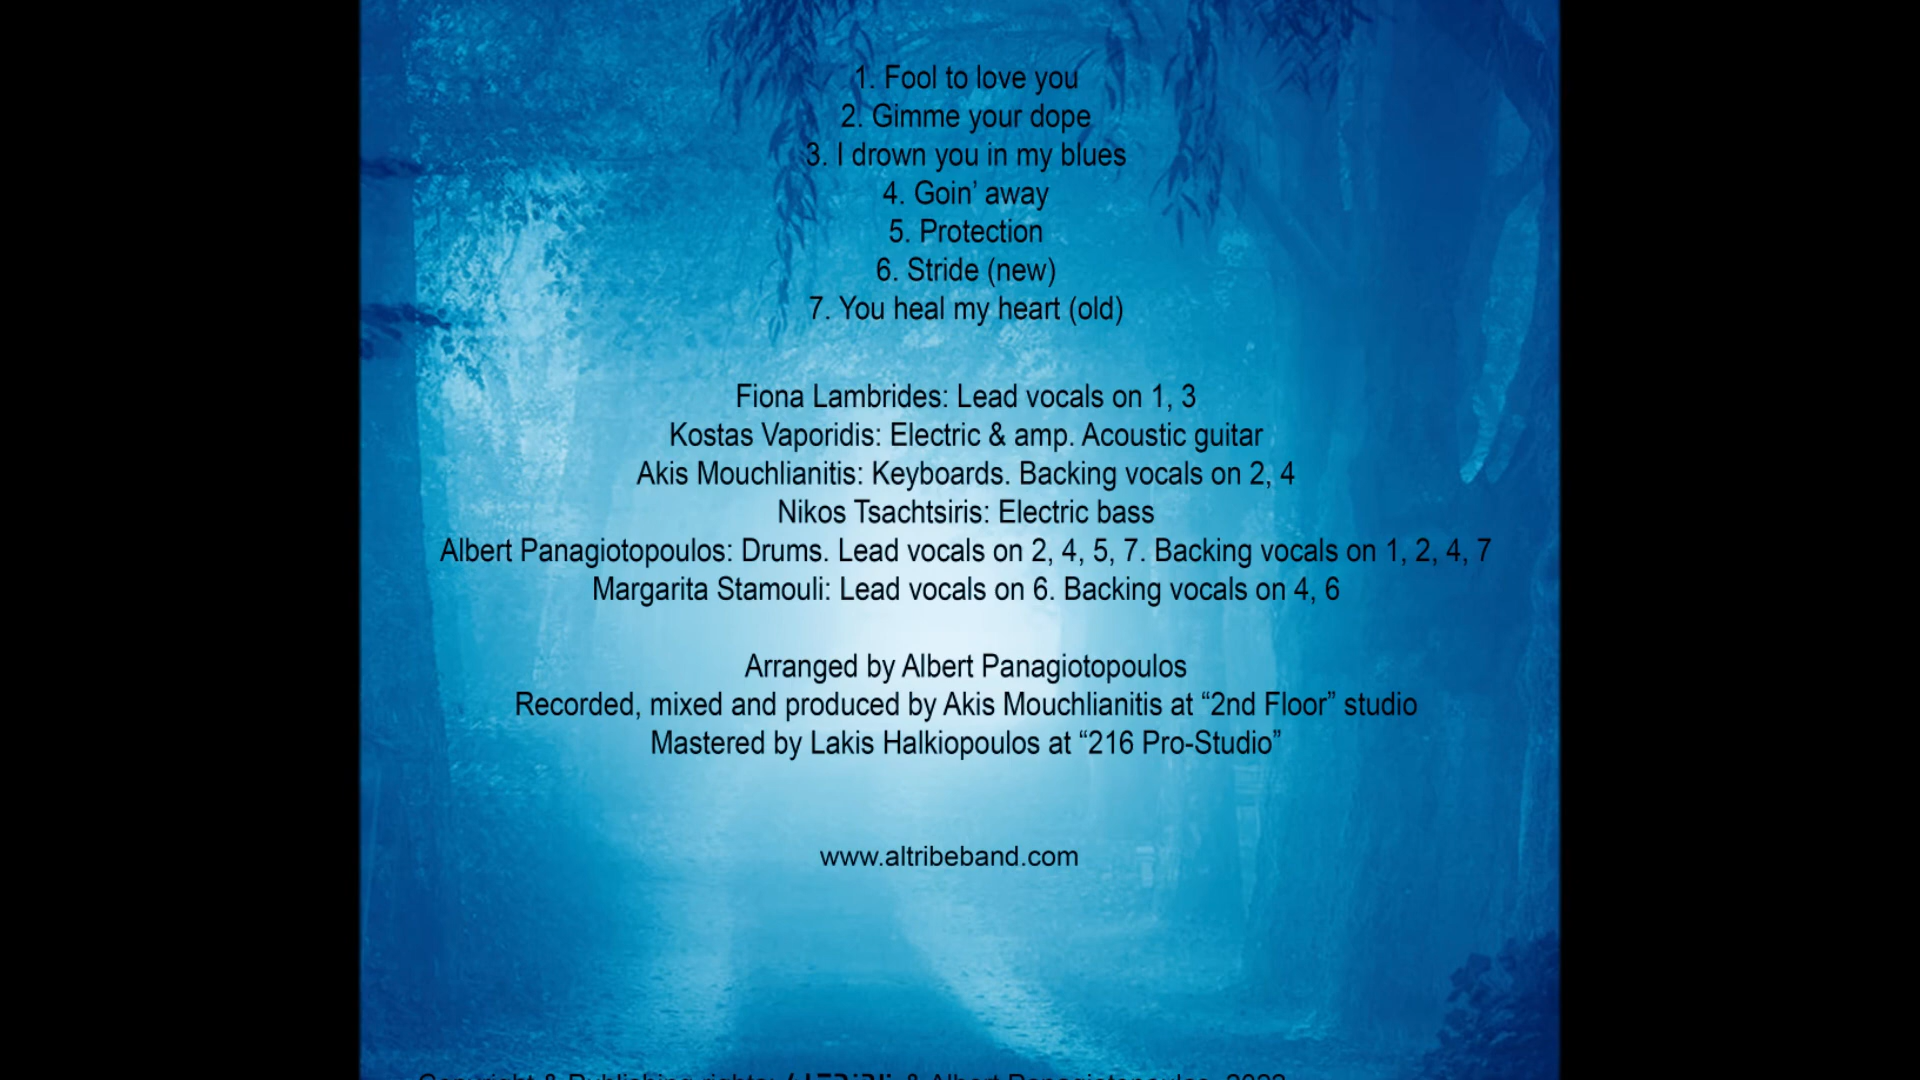 1. Fool to love you
2. Gimme your dope
3. I drown you in my blues
4. Goin’ away
5. Protection
6. Stride (new)
7. You heal my heart (old)
Fiona Lambrides: Lead vocals on 1, 3
Kostas Vaporidis: Electric & amp. Acoustic guitar
Akis Mouchlianitis: Keyboards. Backing vocals on 2, 4
Nikos Tsachtsiris: Electric bass
Albert Panagiotopoulos: Drums. Lead vocals on 2, 4, 5, 7. Backing vocals on 1, 2, 4, 7
Margarita Stamouli: Lead vocals on 6. Backing vocals on 4, 6
Arranged by Albert Panagiotopoulos
Recorded, mixed and produced by Akis Mouchlianitis at “2nd Floor” studio
Mastered by Lakis Halkiopoulos at “216 Pro-Studio”
www.altribeband.com
Copyright & Publishing rights: & Albert Panagiotopoulos,